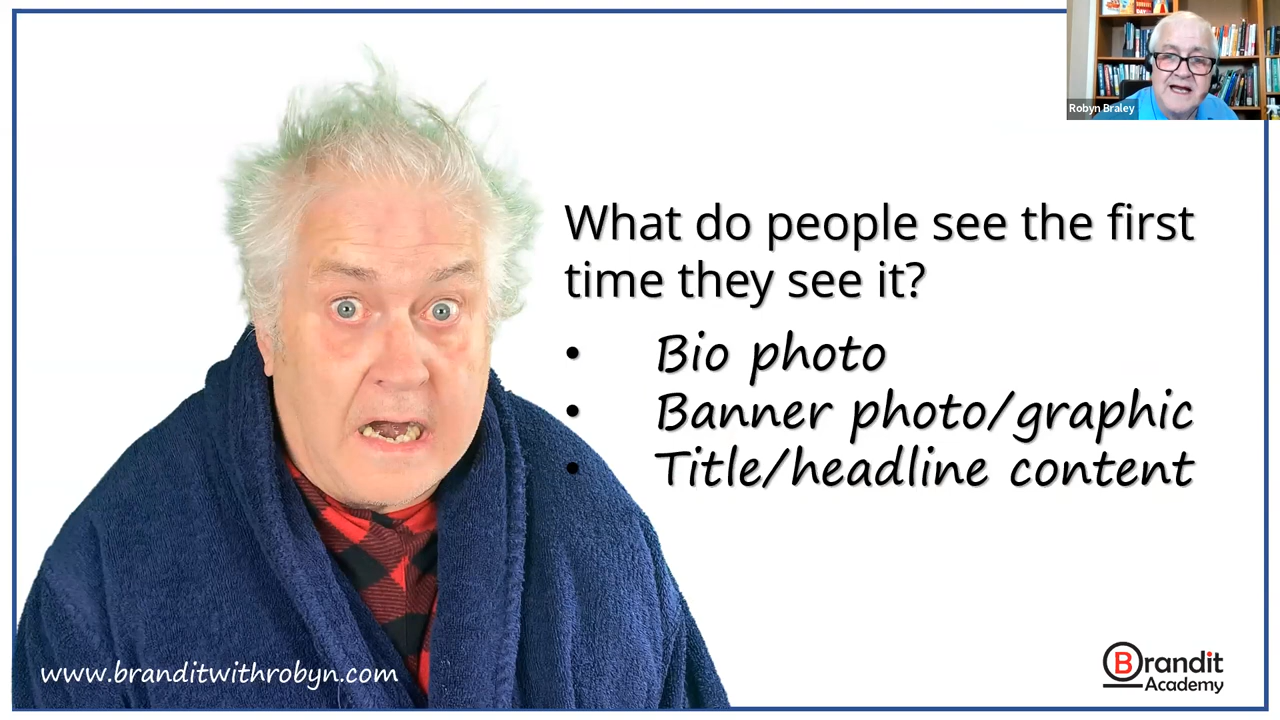 Robyn Braley
What do people see the first
time they see it?
• Bio photo
• Banner photo/graphic
• Title/headline content
www.branditwithrobyn.com
Brandit
Academy